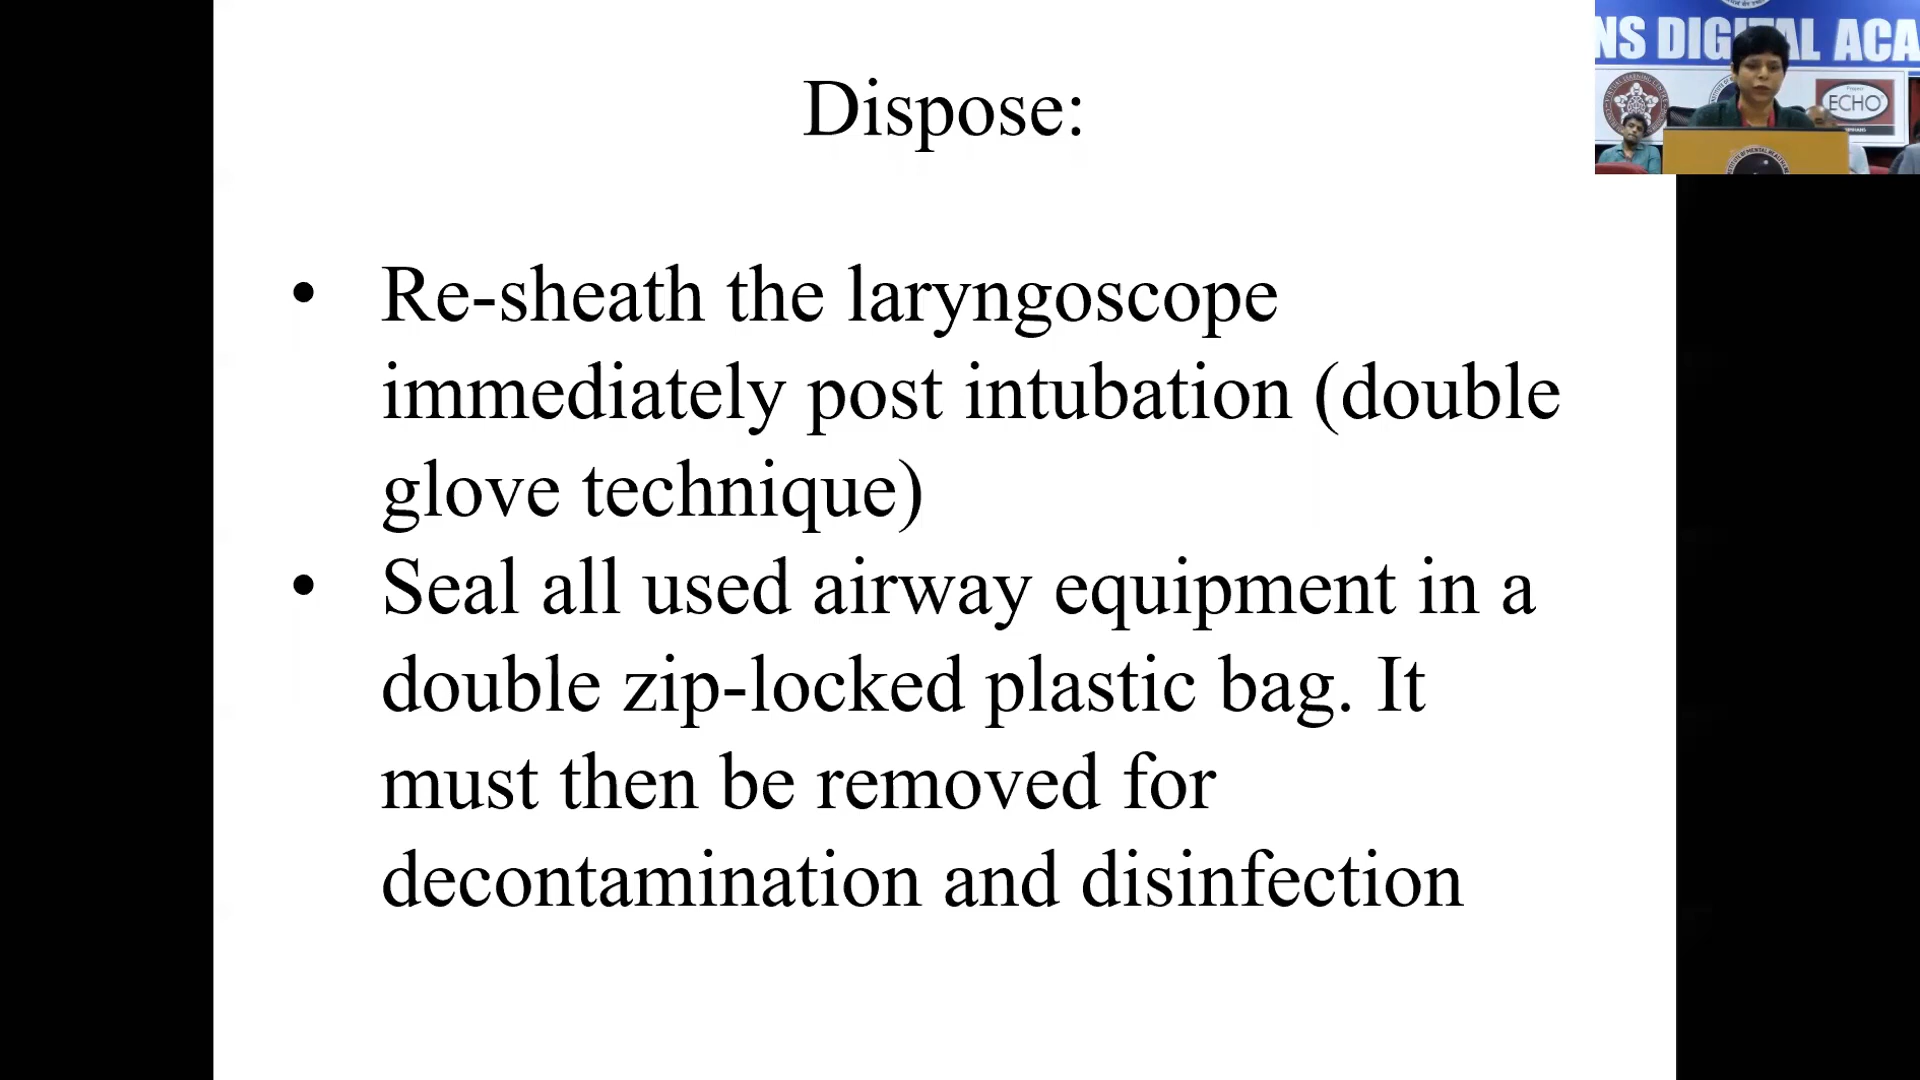 Dispose:
• Re-sheath the laryngoscope
immediately post intubation (double
glove technique)
• Seal all used airway equipment in a
double zip-locked plastic bag. It
must then be removed for
decontamination and disinfection
NS DIGITAL ACA
Project
ECHO